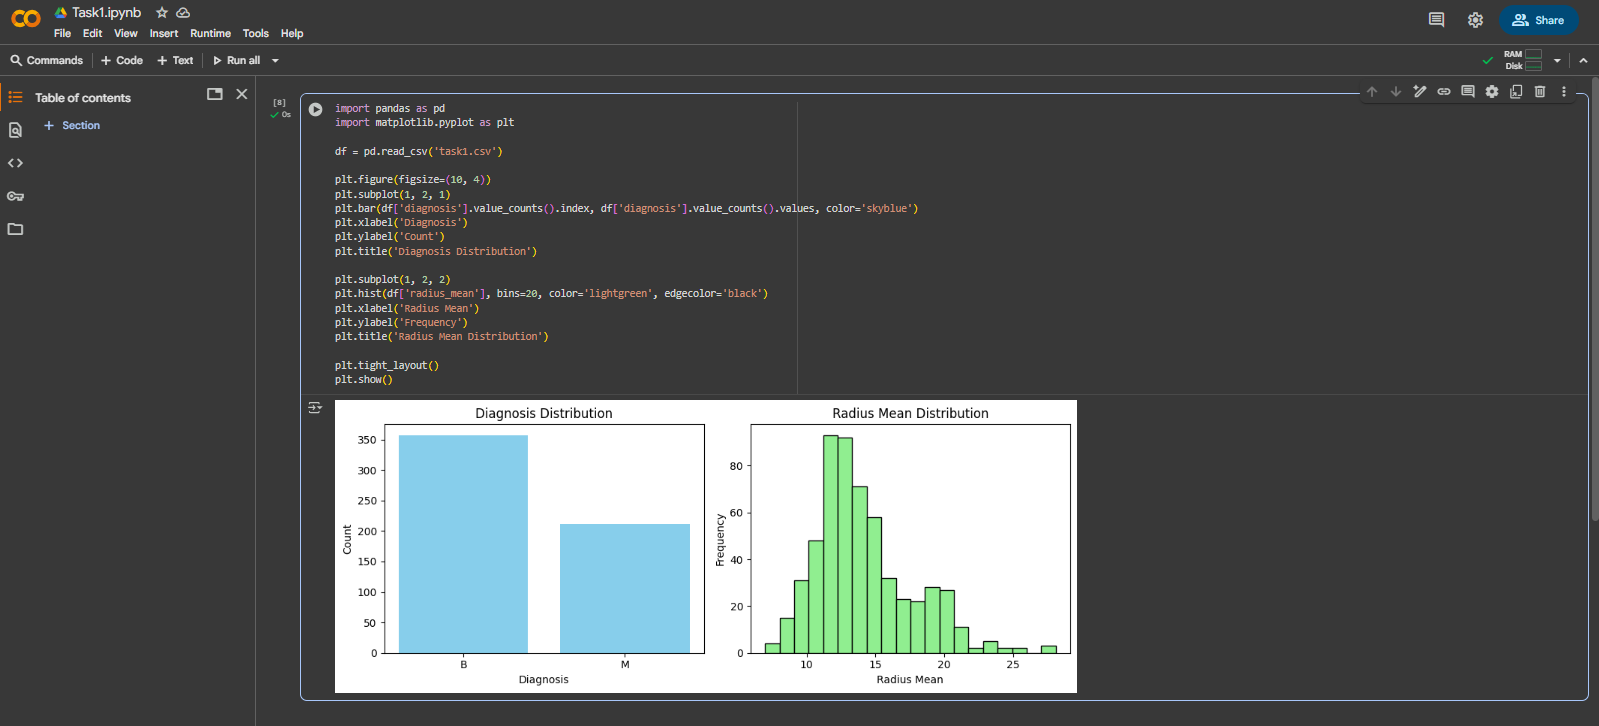 Task1.ipynb
File Edit View Insert Runtime Tools Help
Share
Commands + Code + Text Run all
RAM
Disk
Table of contents
+ Section
[8]
0s
import pandas as pd
import matplotlib.pyplot as plt
df = pd.read_csv('task1.csv')
plt.figure(figsize=(10, 4))
plt.subplot(1, 2, 1)
plt.bar(df['diagnosis'].value_counts().index, df['diagnosis'].value_counts().values, color='skyblue')
plt.xlabel('Diagnosis')
plt.ylabel('Count')
plt.title('Diagnosis Distribution')
plt.subplot(1, 2, 2)
plt.hist(df['radius_mean'], bins=20, color='lightgreen', edgecolor='black')
plt.xlabel('Radius Mean')
plt.ylabel('Frequency')
plt.title('Radius Mean Distribution')
plt.tight_layout()
plt.show()
Diagnosis Distribution
350
300
250
200
150
100
50
0
Count
B M
Diagnosis
Radius Mean Distribution
80
60
40
20
0
Frequency
10 15 20 25
Radius Mean